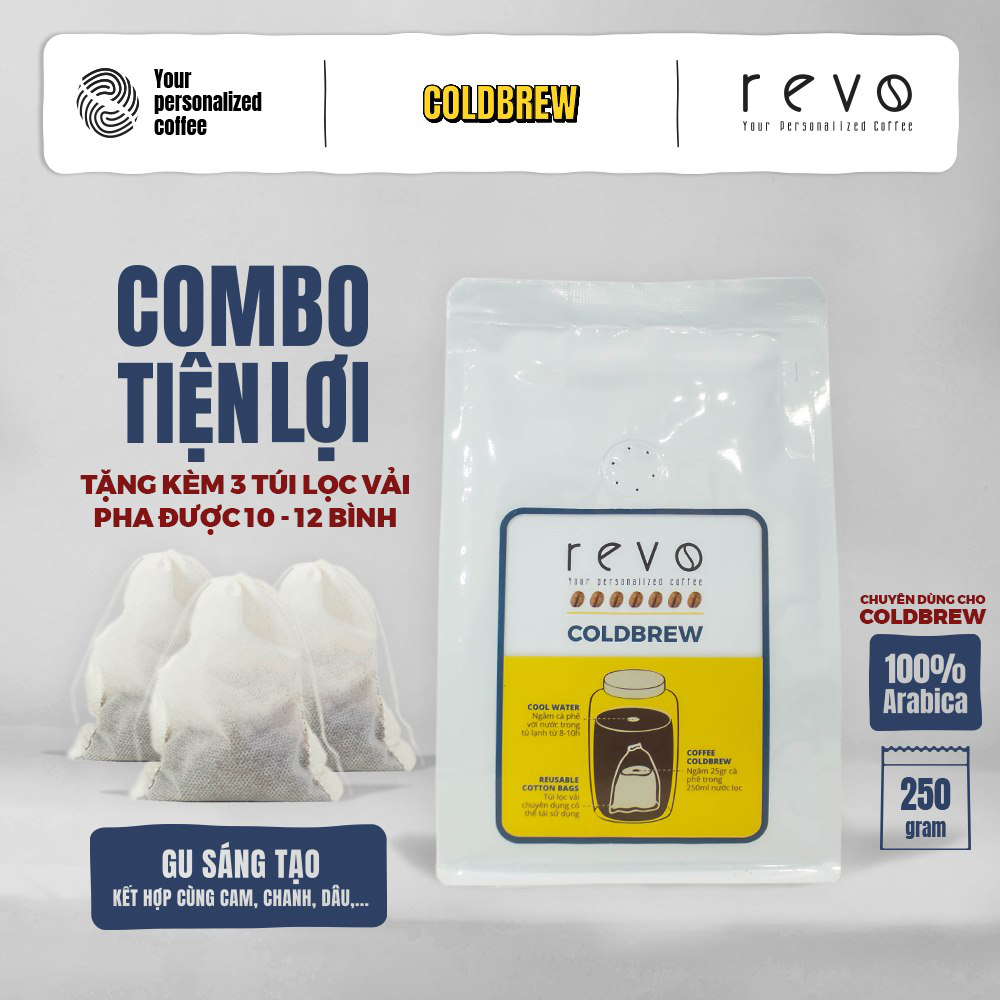 Your
personalized
coffee
COLDBREW
revo
Your Personalized Coffee
COMBO
TIỆN LỢI
TẶNG KÈM 3 TÚI LỌC VẢI
PHA ĐƯỢC 10 - 12 BÌNH
revo
Your personalized coffee
COLDBREW
COOL WATER
Ngâm cà phê
với nước trong
tủ lạnh từ 8-10h
COFFEE
COLDBREW
Ngâm 25gr cà
phê trong
250ml nước lọc
REUSABLE
COTTON BAGS
Túi lọc vải
chuyên dụng có
thể tái sử dụng
CHUYÊN DÙNG CHO
COLDBREW
100%
Arabica
250
gram
GU SÁNG TẠO
KẾT HỢP CÙNG CAM, CHANH, DÂU,...